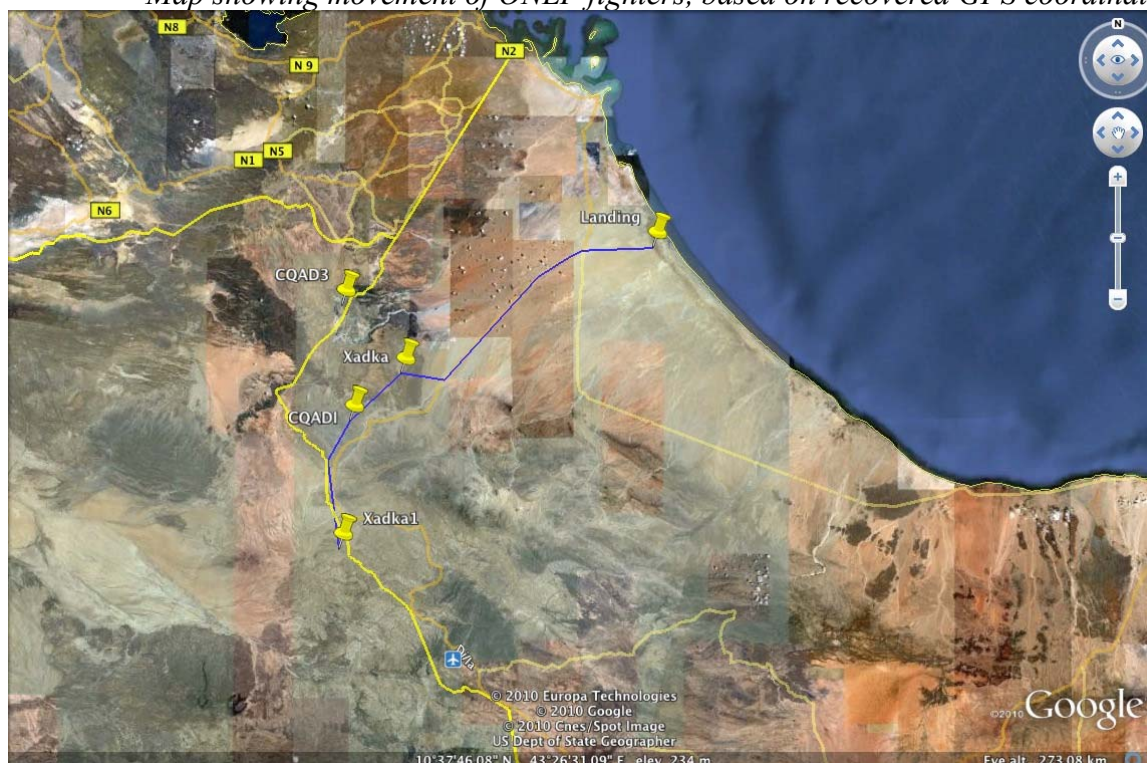 Map showing movement of ONLF fighters, based on recovered GPS
N8
N2
N
N 9
N5
N1
N6
Landing
CQAD3
Xadka
CQADI
Xadka1
© 2010 Europa Technologies
© 2010 Google
© 2010 Cnes/Spot Image
US Dept of State Geographer
©2010 Google
10°37'46.08" N 43°26'31.09" E elev 234 m
Eye alt 273.08 km